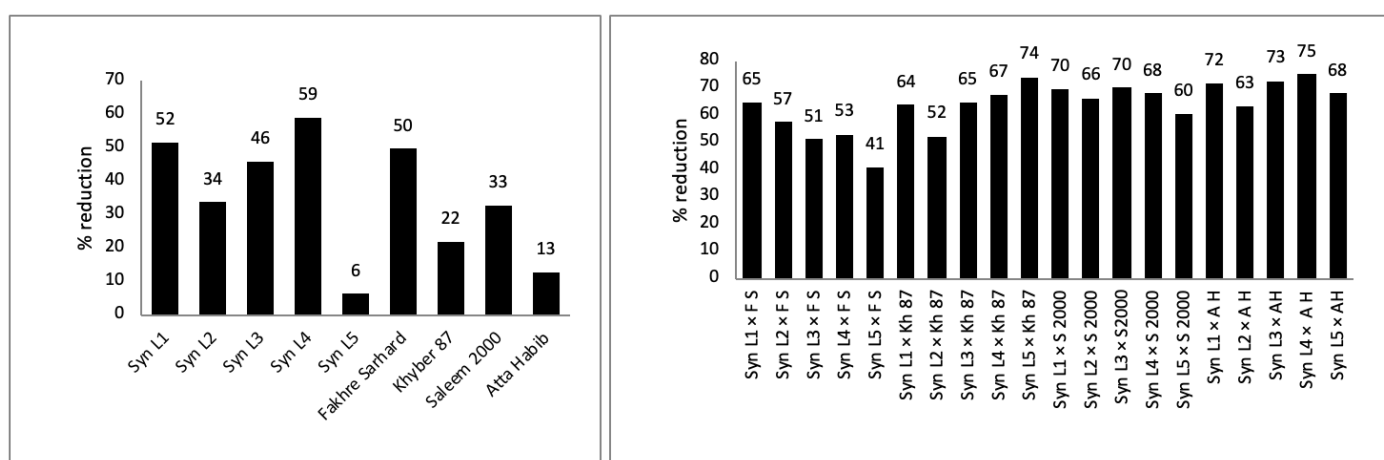 % reduction
70
60
50
40
30
20
10
0
52
34
46
59
6
50
22
33
13
Syn L1
Syn L2
Syn L3
Syn L4
Syn L5
Fakhre Sarhard
Khyber 87
Saleem 2000
Atta Habib
% reduction
80
70
60
50
40
30
20
10
0
65
57
51
53
41
64
52
65
67
74
70
66
70
68
60
72
63
73
75
68
Syn L1 × F S
Syn L2 × F S
Syn L3 × F S
Syn L4 × F S
Syn L5 × F S
Syn L1 × Kh 87
Syn L2 × Kh 87
Syn L3 × Kh 87
Syn L4 × Kh 87
Syn L5 × Kh 87
Syn L1 × S 2000
Syn L2 × S 2000
Syn L3 × S2000
Syn L4 × S 2000
Syn L5 × S 2000
Syn L1 × A H
Syn L2 × A H
Syn L3 × AH
Syn L4 × A H
Syn L5 × AH